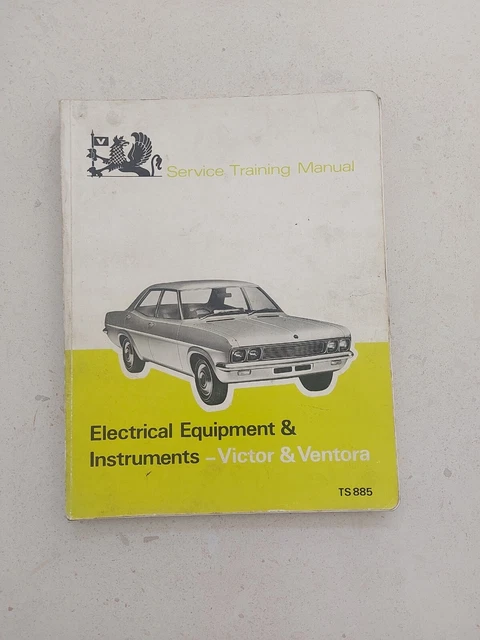 V
Service Training Manual
Electrical Equipment &
Instruments – Victor & Ventora
TS 885